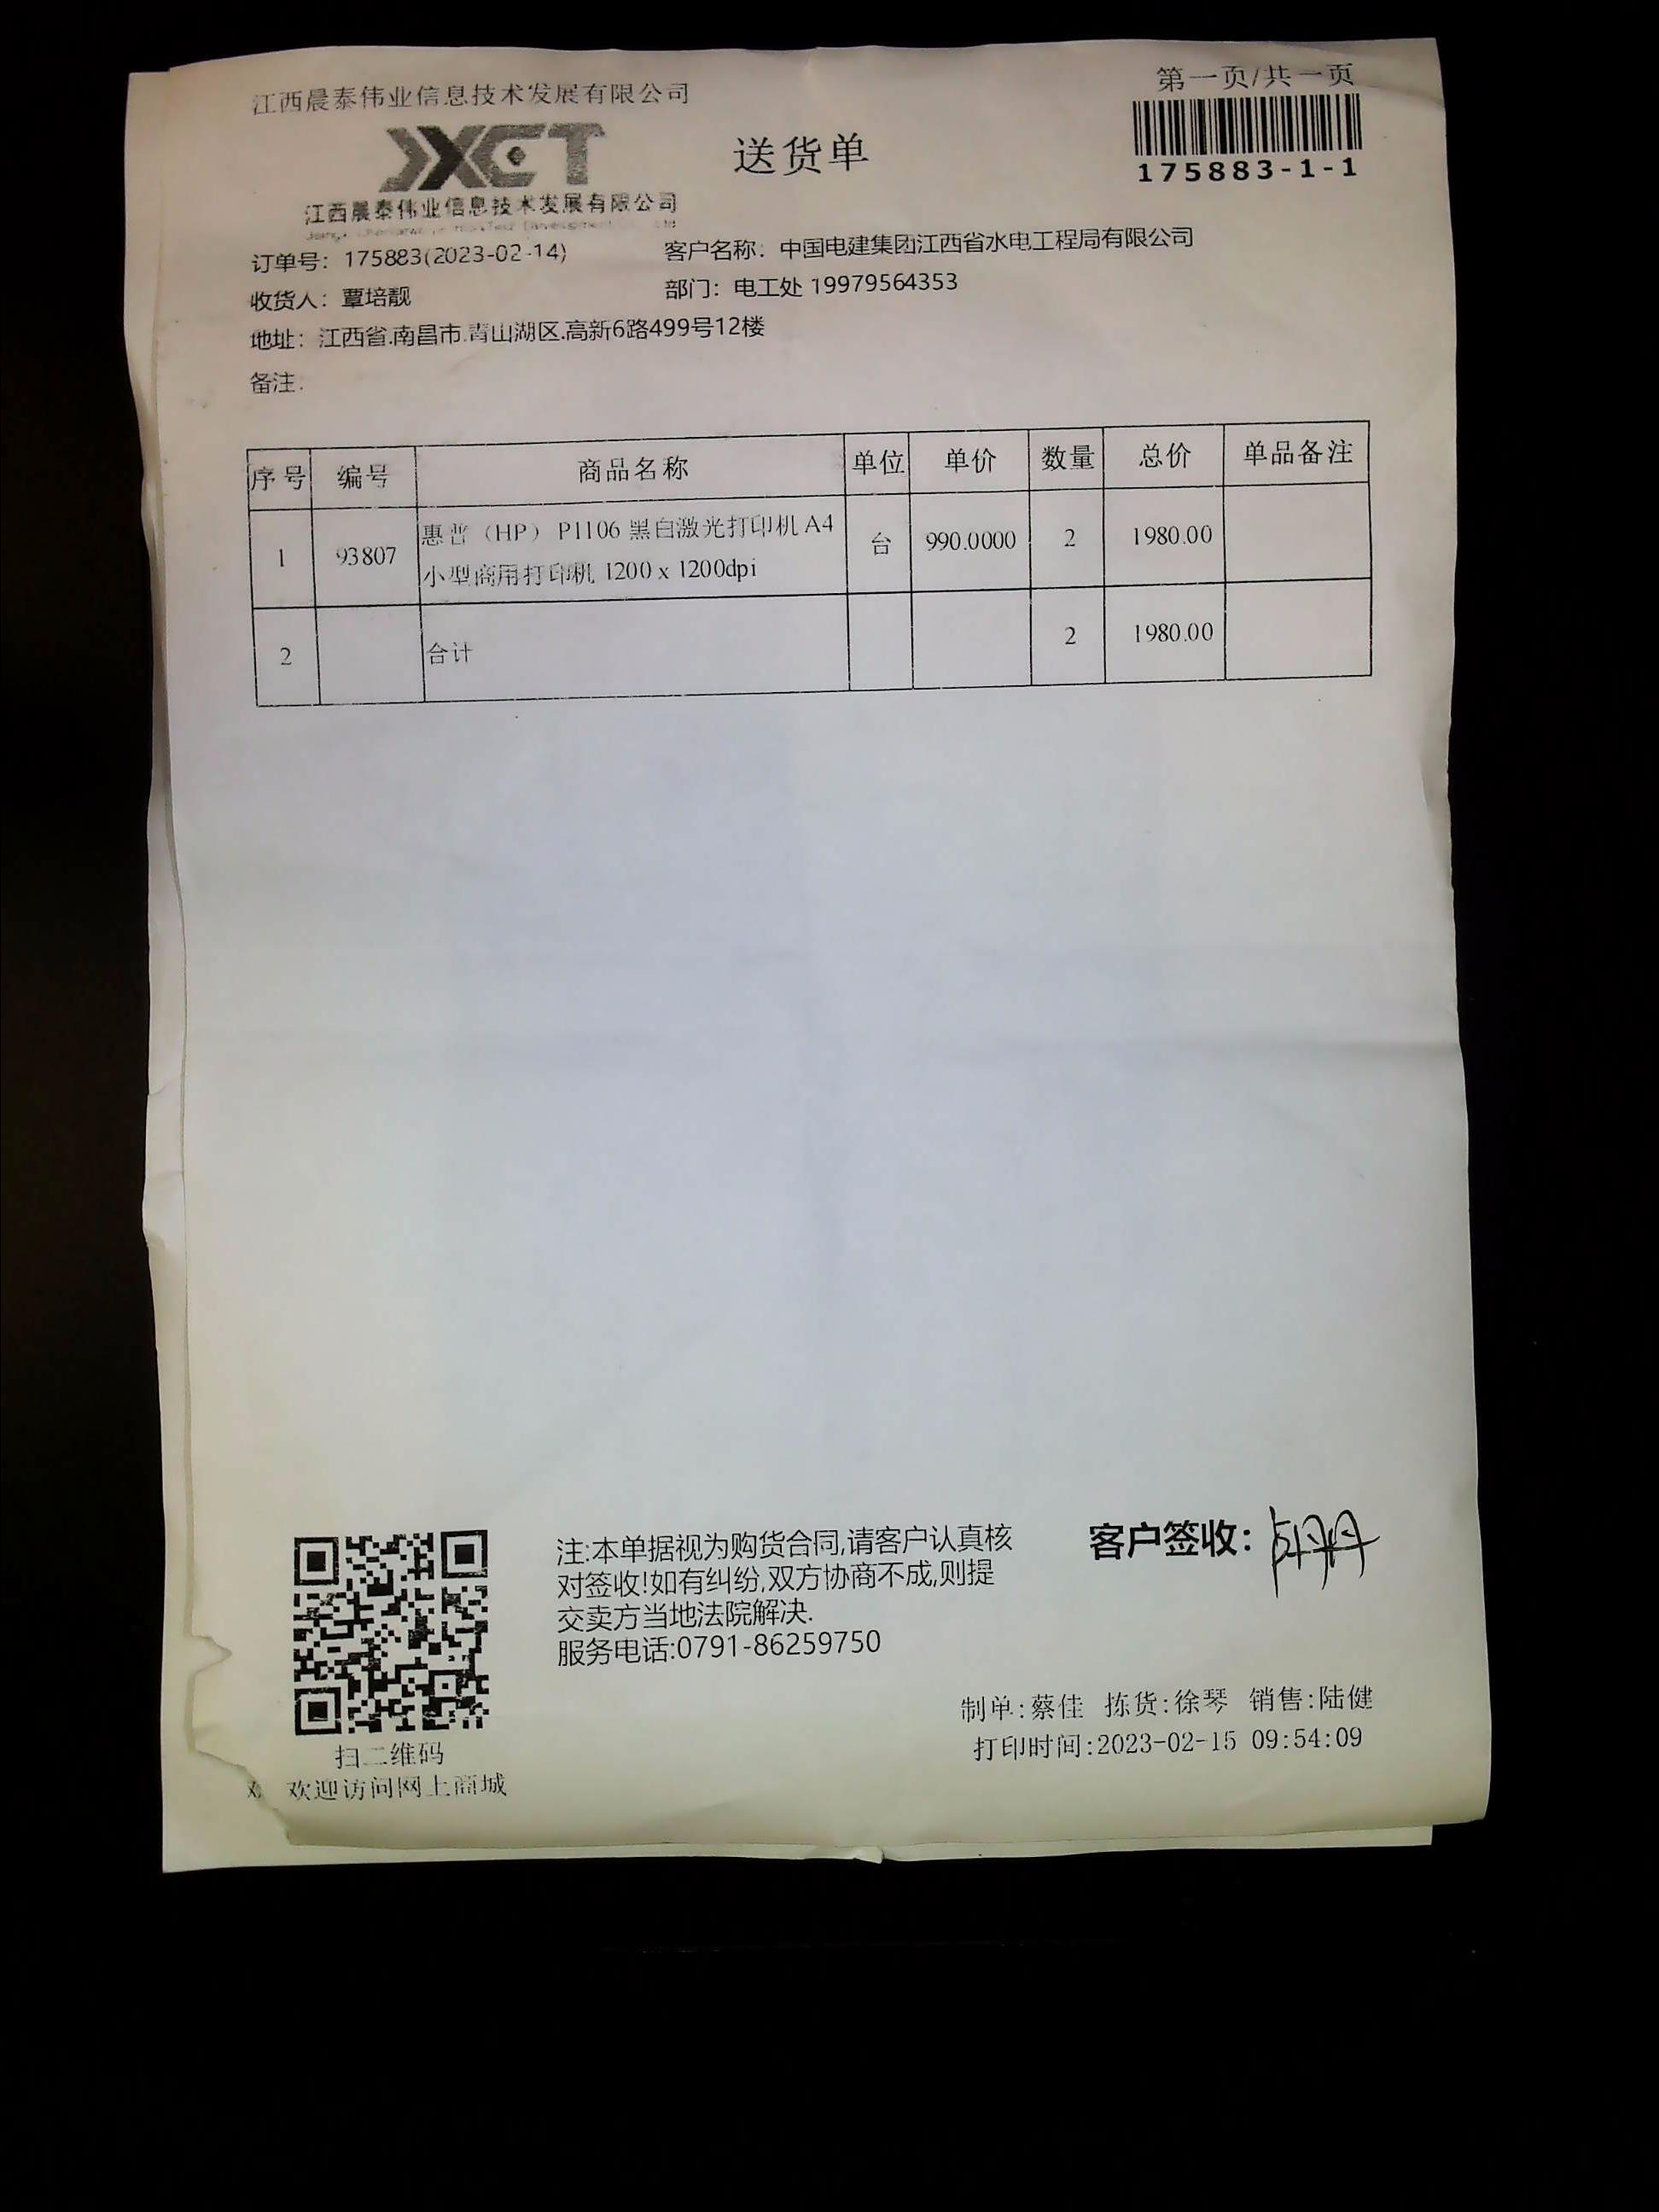 江西晨泰伟业信息技术发展有限公司
第一页/共一页
JXCT
送货单
175883-1-1
江西晨泰伟业信息技术发展有限公司
订单号：175883(2023-02-14)
客户名称：中国电建集团江西省水电工程局有限公司
收货人：覃培靓
部门：电工处 19979564353
地址：江西省.南昌市.青山湖区.高新6路499号12楼
备注:
序号 编号 商品名称 单位 单价 数量 总价 单品备注
1 93807 惠普（HP） P1106 黑白激光打印机 A4 台 990.0000 2 1980.00
小型商用打印机 1200 x 1200dpi
2 合计 2 1980.00
注:本单据视为购货合同,请客户认真核
对签收!如有纠纷,双方协商不成,则提
交卖方当地法院解决.
服务电话:0791-86259750
客户签收：
制单:蔡佳 拣货:徐琴 销售:陆健
打印时间:2023-02-15 09:54:09
扫二维码
欢迎访问网上商城